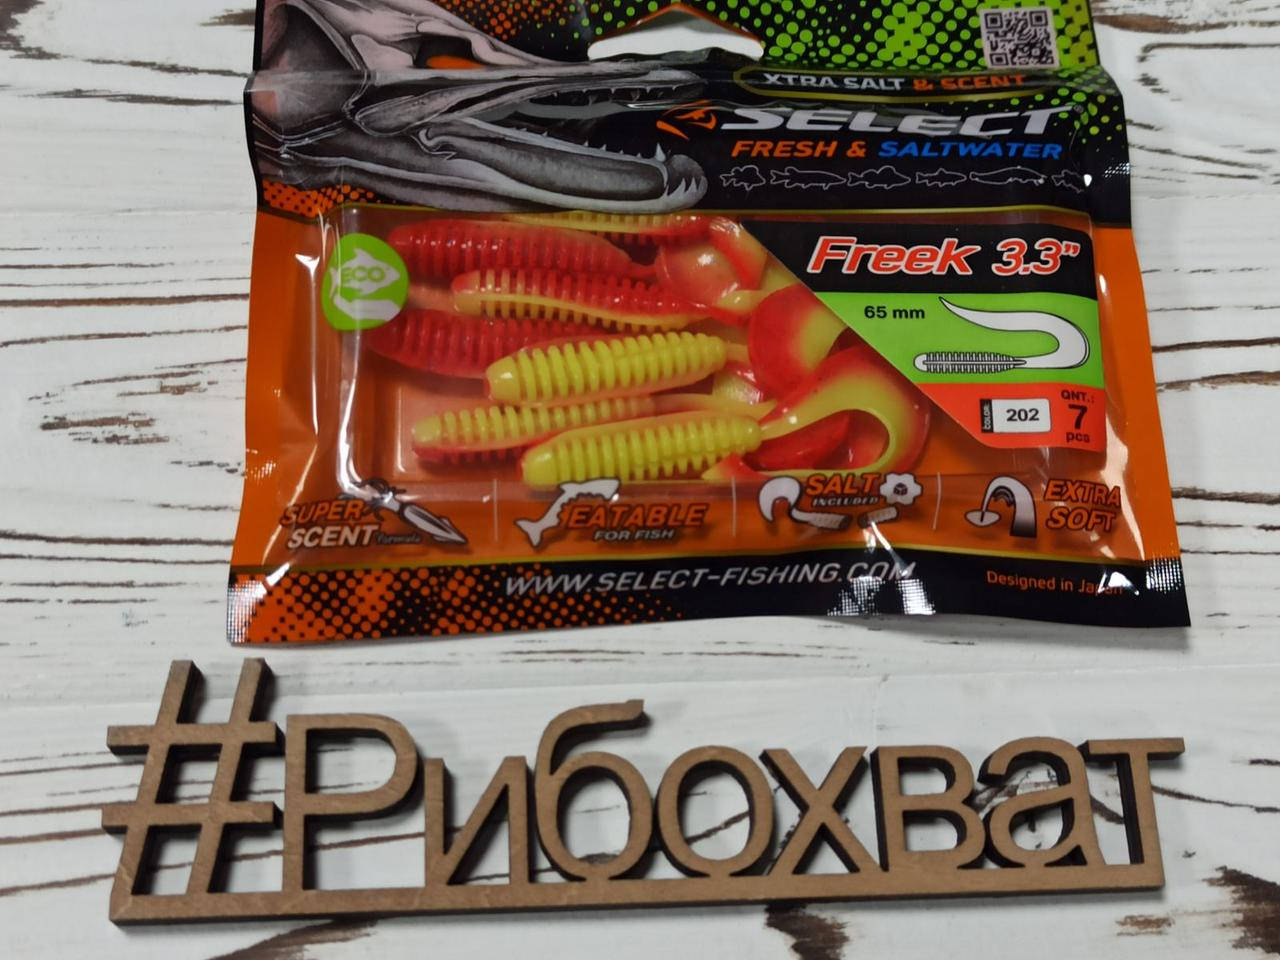 XTRA SALT & SCENT
SELECT
FRESH & SALTWATER
Freek 3.3"
ECO
65 mm
COLOR: 202
QNT.: 7 pcs
SUPER SCENT formula
EATABLE FOR FISH
SALT INCLUDED
EXTRA SOFT
WWW.SELECT-FISHING.COM
Designed in Japan
#Рибохват